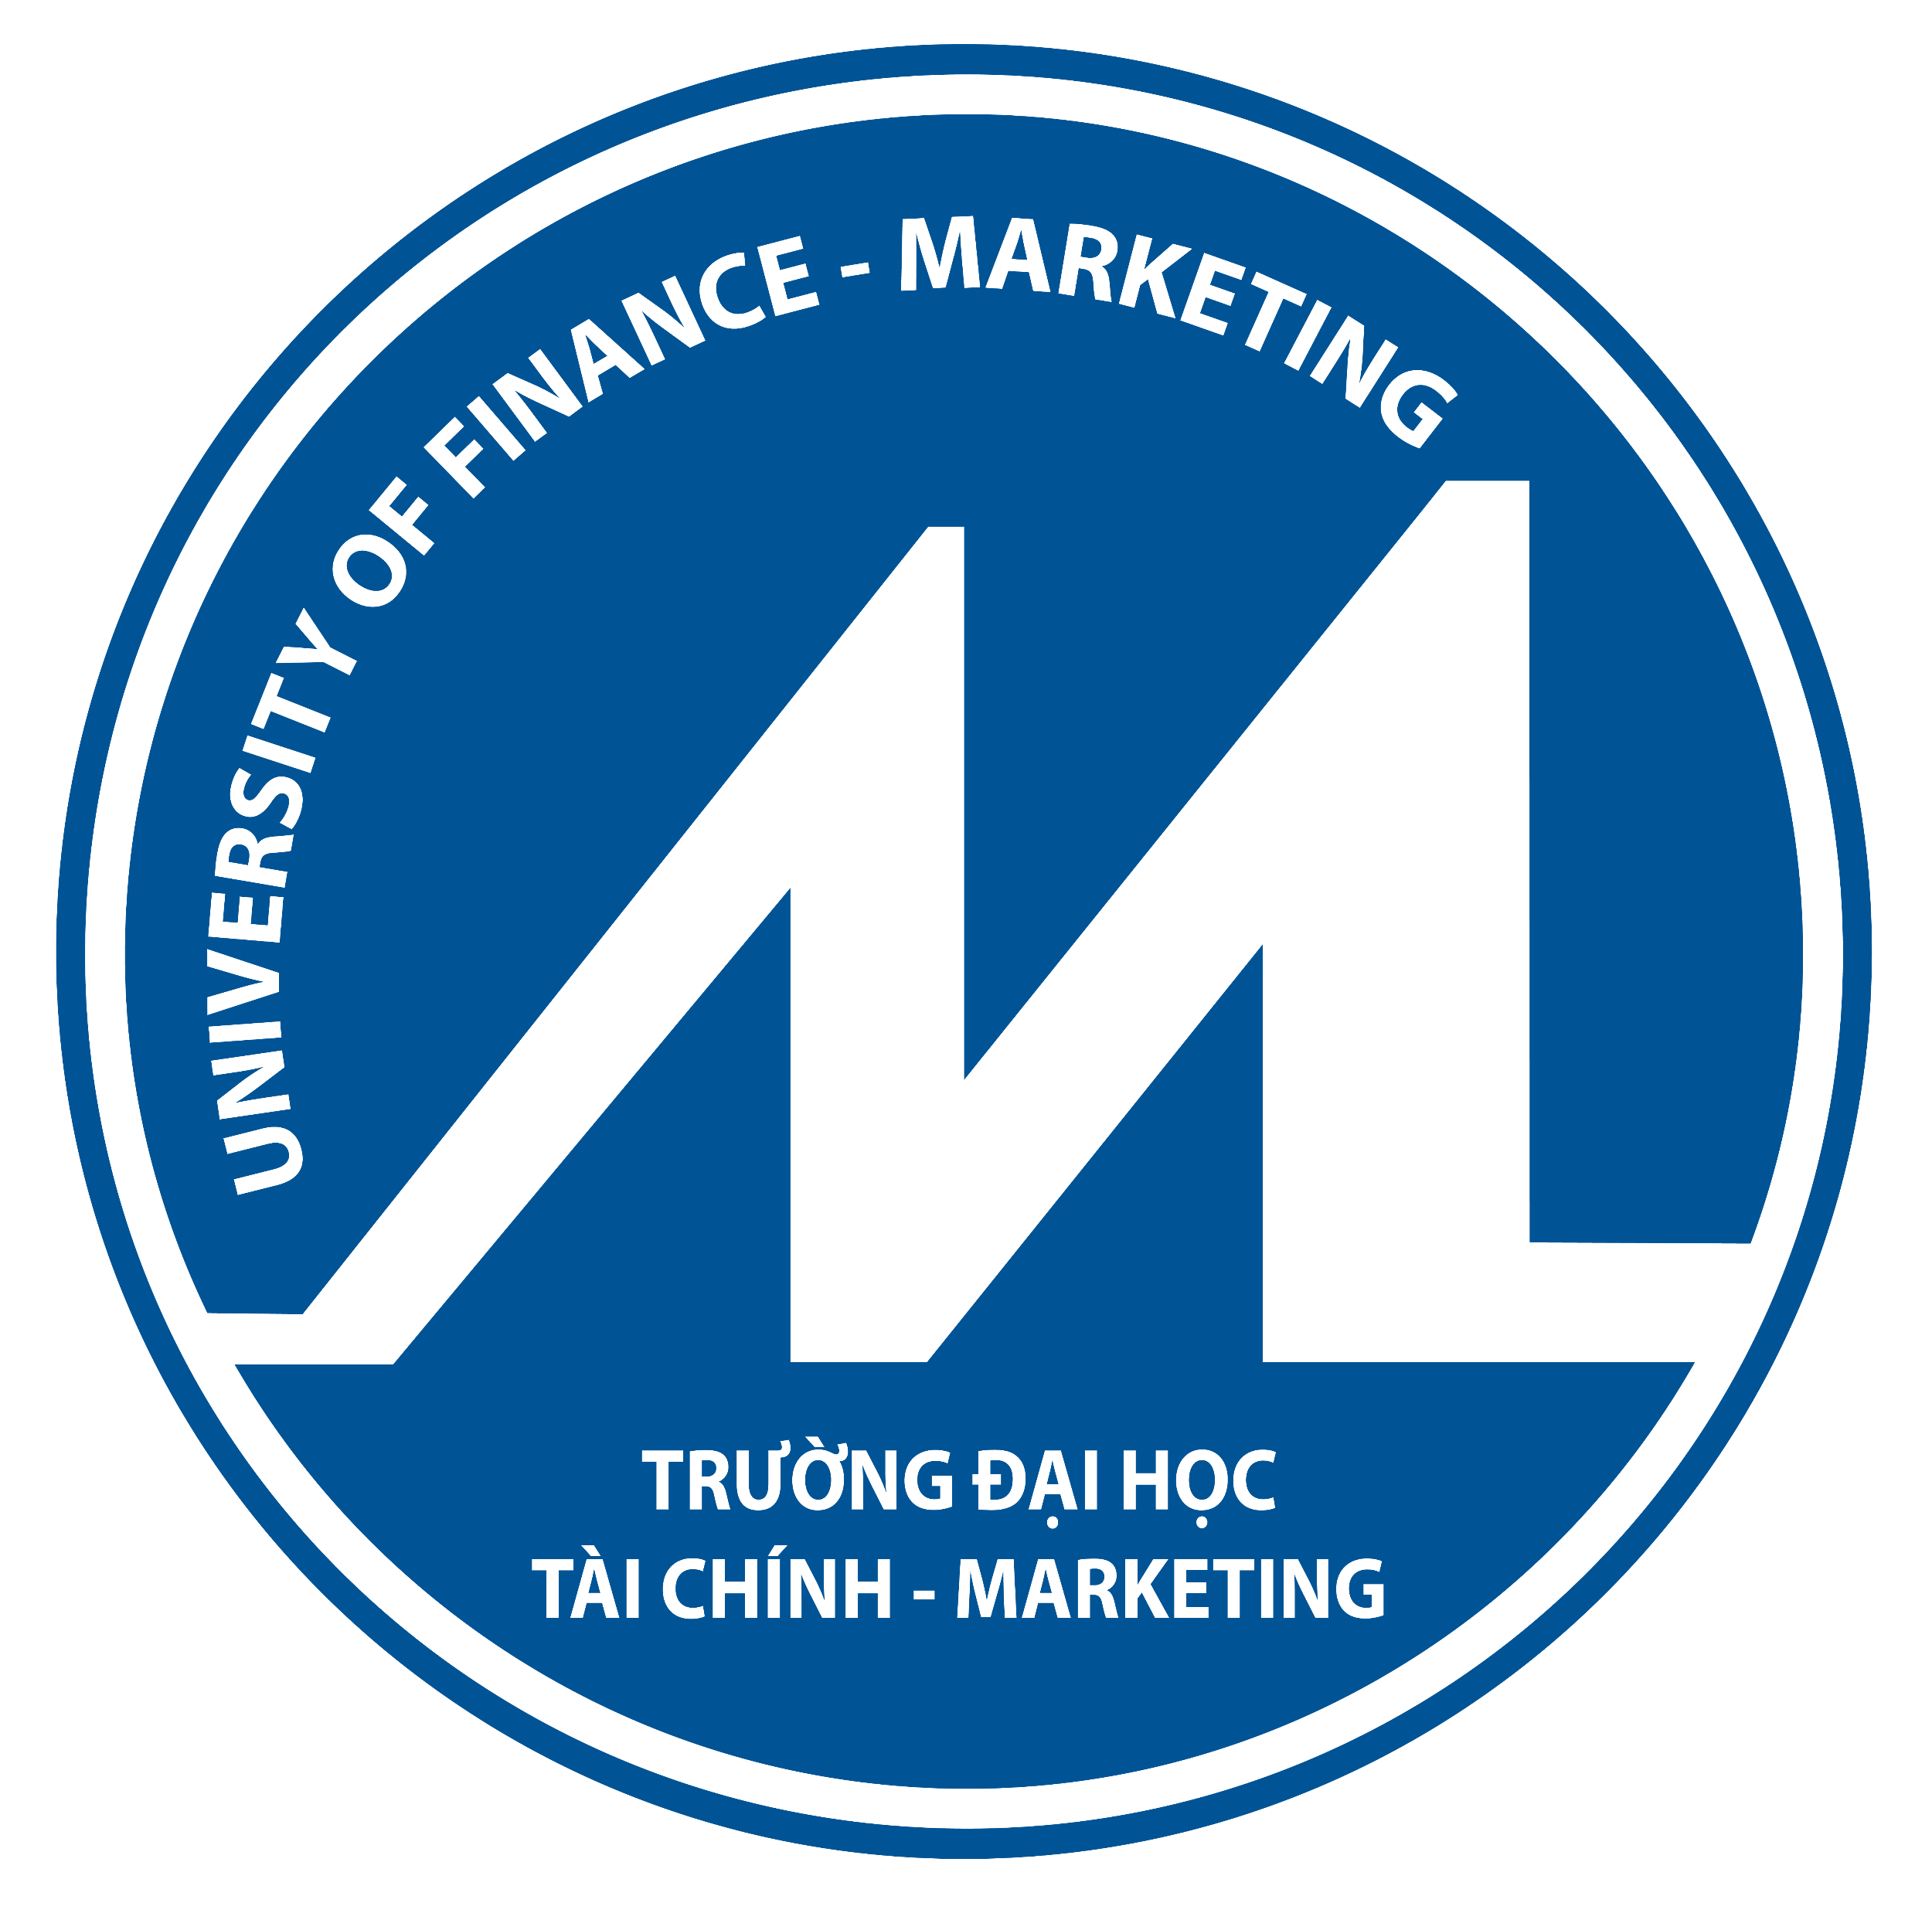 UNIVERSITY OF FINANCE - MARKETING
TRƯỜNG ĐẠI HỌC
TÀI CHÍNH - MARKETING